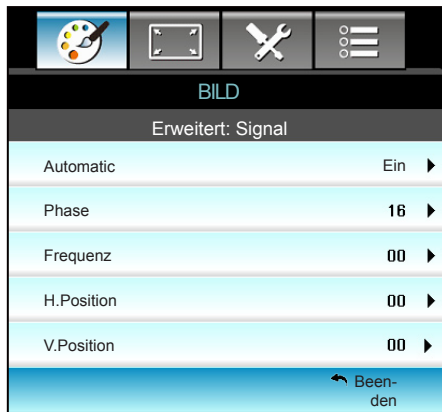 BILD
Erweitert: Signal
Automatic Ein
Phase 16
Frequenz 00
H.Position 00
V.Position 00
Been-
den